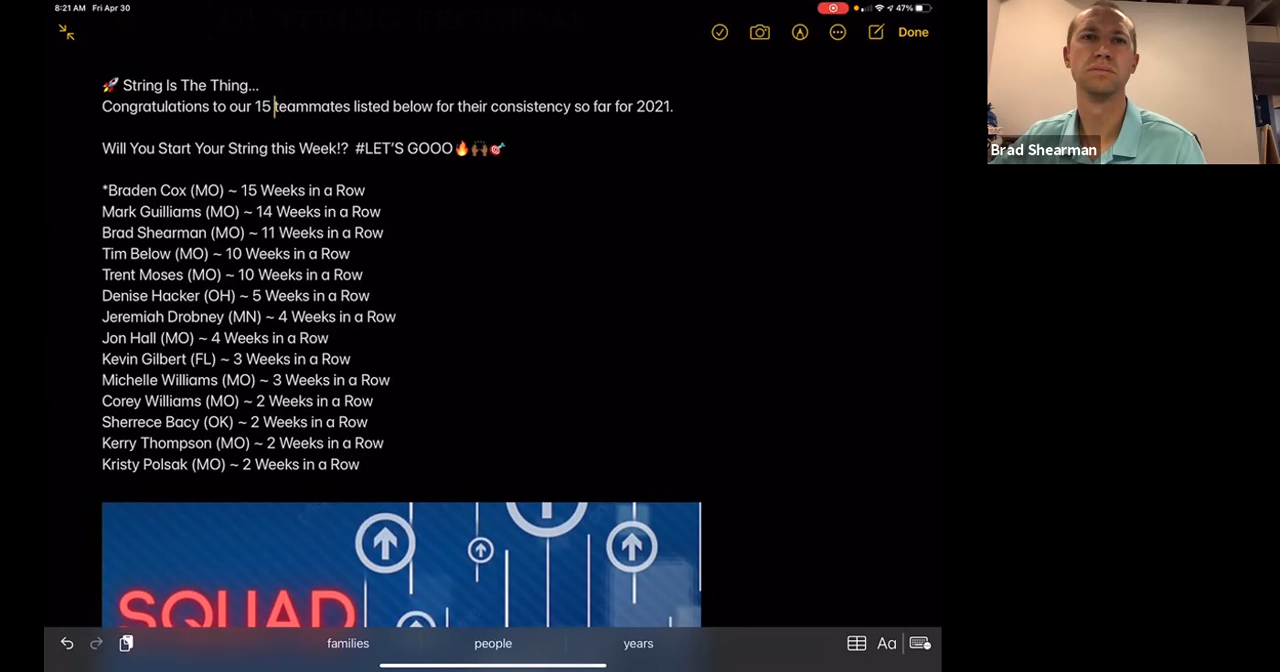 8:21 AM Fri Apr 30
47%
Done
🚀 String Is The Thing...
Congratulations to our 15 teammates listed below for their consistency so far for 2021.
Will You Start Your String this Week!? #LET'S GOOO🔥🙌🏾🎯
*Braden Cox (MO) ~ 15 Weeks in a Row
Mark Guilliams (MO) ~ 14 Weeks in a Row
Brad Shearman (MO) ~ 11 Weeks in a Row
Tim Below (MO) ~ 10 Weeks in a Row
Trent Moses (MO) ~ 10 Weeks in a Row
Denise Hacker (OH) ~ 5 Weeks in a Row
Jeremiah Drobney (MN) ~ 4 Weeks in a Row
Jon Hall (MO) ~ 4 Weeks in a Row
Kevin Gilbert (FL) ~ 3 Weeks in a Row
Michelle Williams (MO) ~ 3 Weeks in a Row
Corey Williams (MO) ~ 2 Weeks in a Row
Sherrece Bacy (OK) ~ 2 Weeks in a Row
Kerry Thompson (MO) ~ 2 Weeks in a Row
Kristy Polsak (MO) ~ 2 Weeks in a Row
SQUAD
families people years
Aa
Brad Shearman